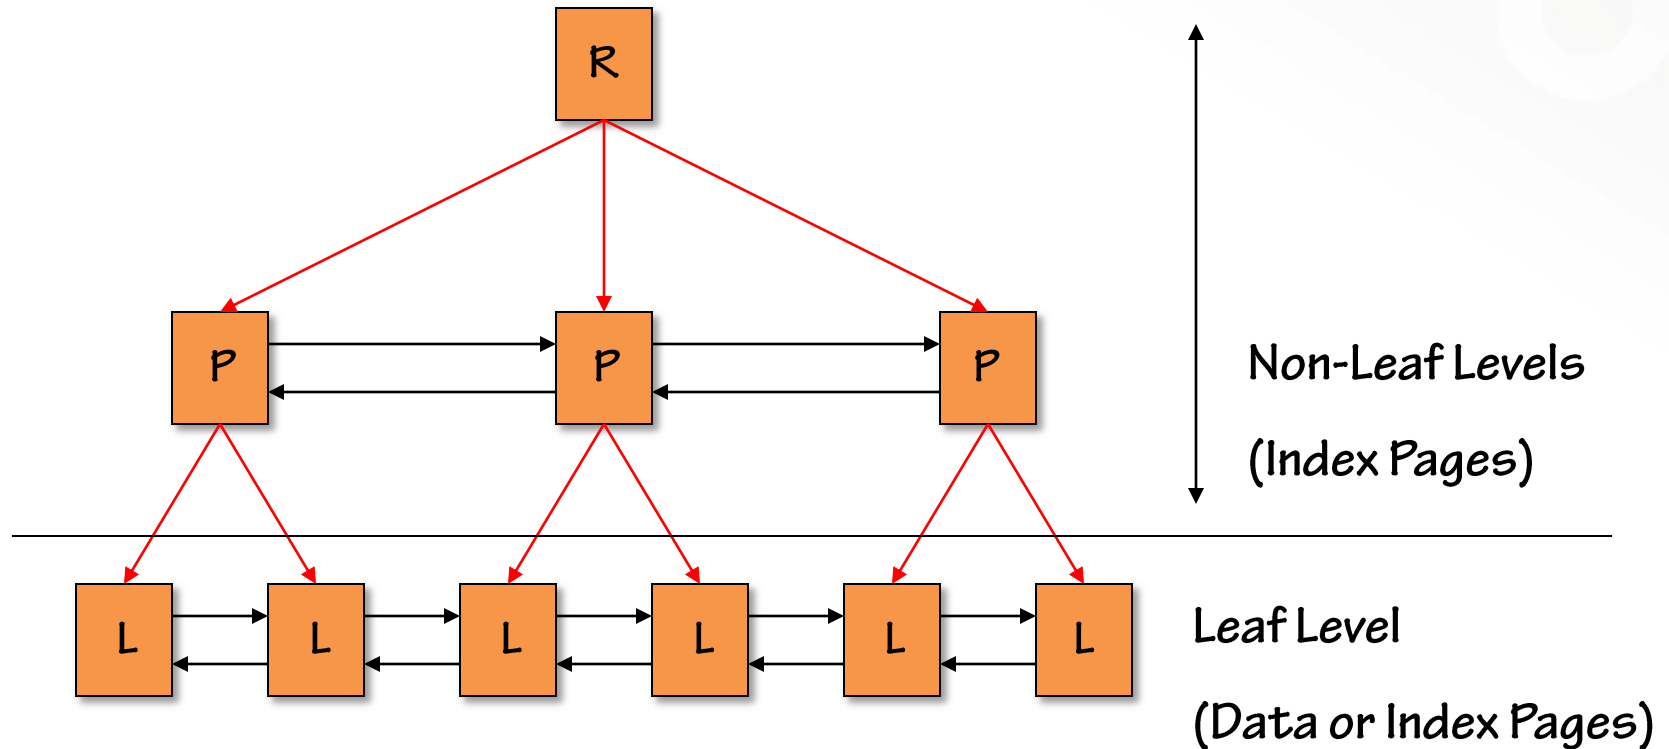 R
P P P
Non-Leaf Levels
(Index Pages)
L L L L L L
Leaf Level
(Data or Index Pages)